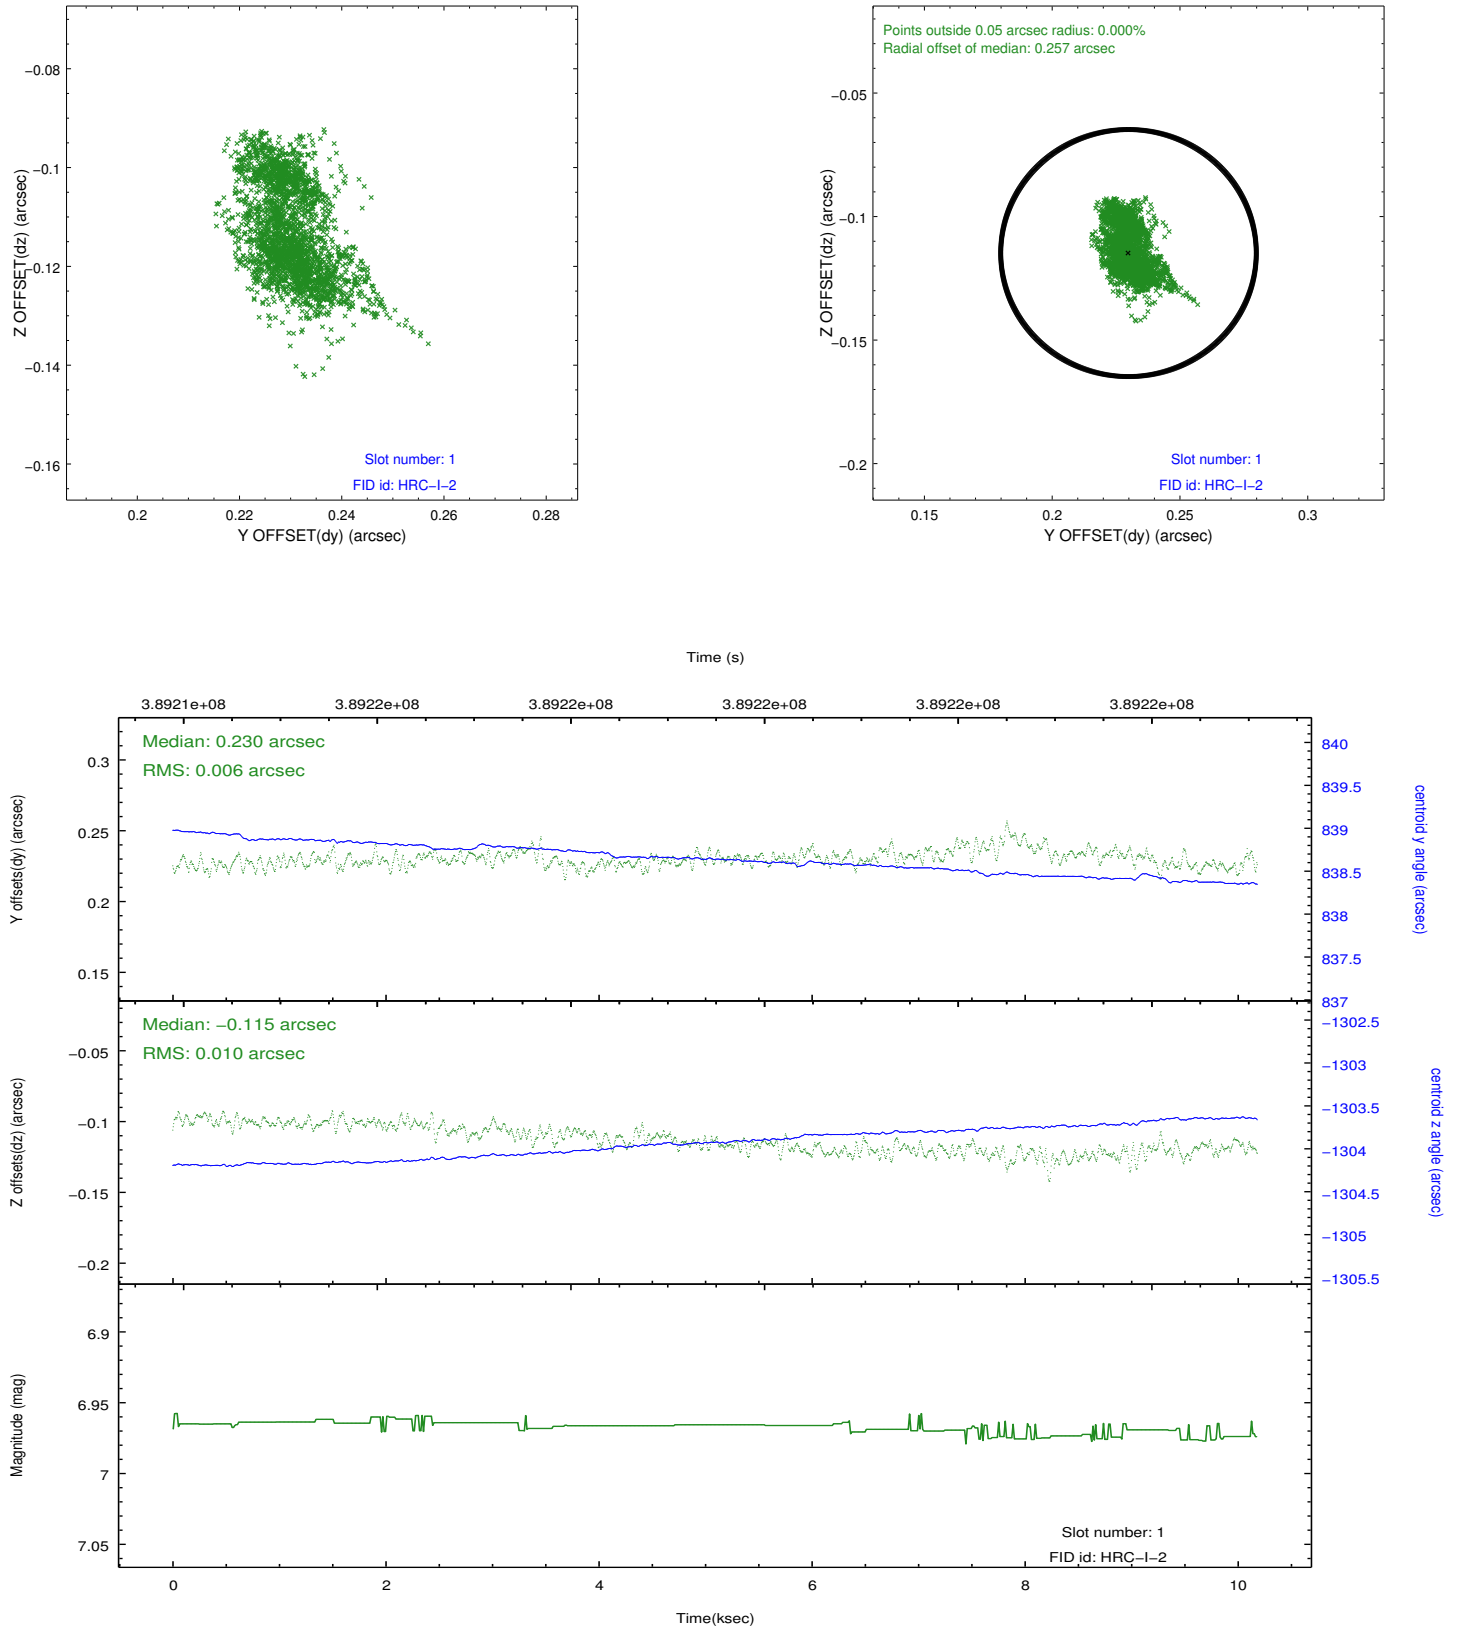 −0.08
−0.1
−0.12
−0.14
−0.16
Z OFFSET(dz) (arcsec)
0.2 0.22 0.24 0.26 0.28
Y OFFSET(dy) (arcsec)
Slot number: 1
FID id: HRC−I−2
Points outside 0.05 arcsec radius: 0.000%
Radial offset of median: 0.257 arcsec
−0.05
−0.1
−0.15
−0.2
Z OFFSET(dz) (arcsec)
Slot number: 1
FID id: HRC−I−2
0.15 0.2 0.25 0.3
Y OFFSET(dy) (arcsec)
Time (s)
3.8921e+08 3.8922e+08 3.8922e+08 3.8922e+08 3.8922e+08 3.8922e+08
Median: 0.230 arcsec
RMS: 0.006 arcsec
0.3
0.25
0.2
0.15
Y offsets(dy) (arcsec)
840
839.5
839
838.5
838
837.5
837
centroid y angle (arcsec)
Median: −0.115 arcsec
RMS: 0.010 arcsec
−0.05
−0.1
−0.15
−0.2
Z offsets(dz) (arcsec)
−1302.5
−1303
−1303.5
−1304
−1304.5
−1305
−1305.5
centroid z angle (arcsec)
6.9
6.95
7
7.05
Magnitude (mag)
Slot number: 1
FID id: HRC−I−2
0 2 4 6 8 10
Time(ksec)